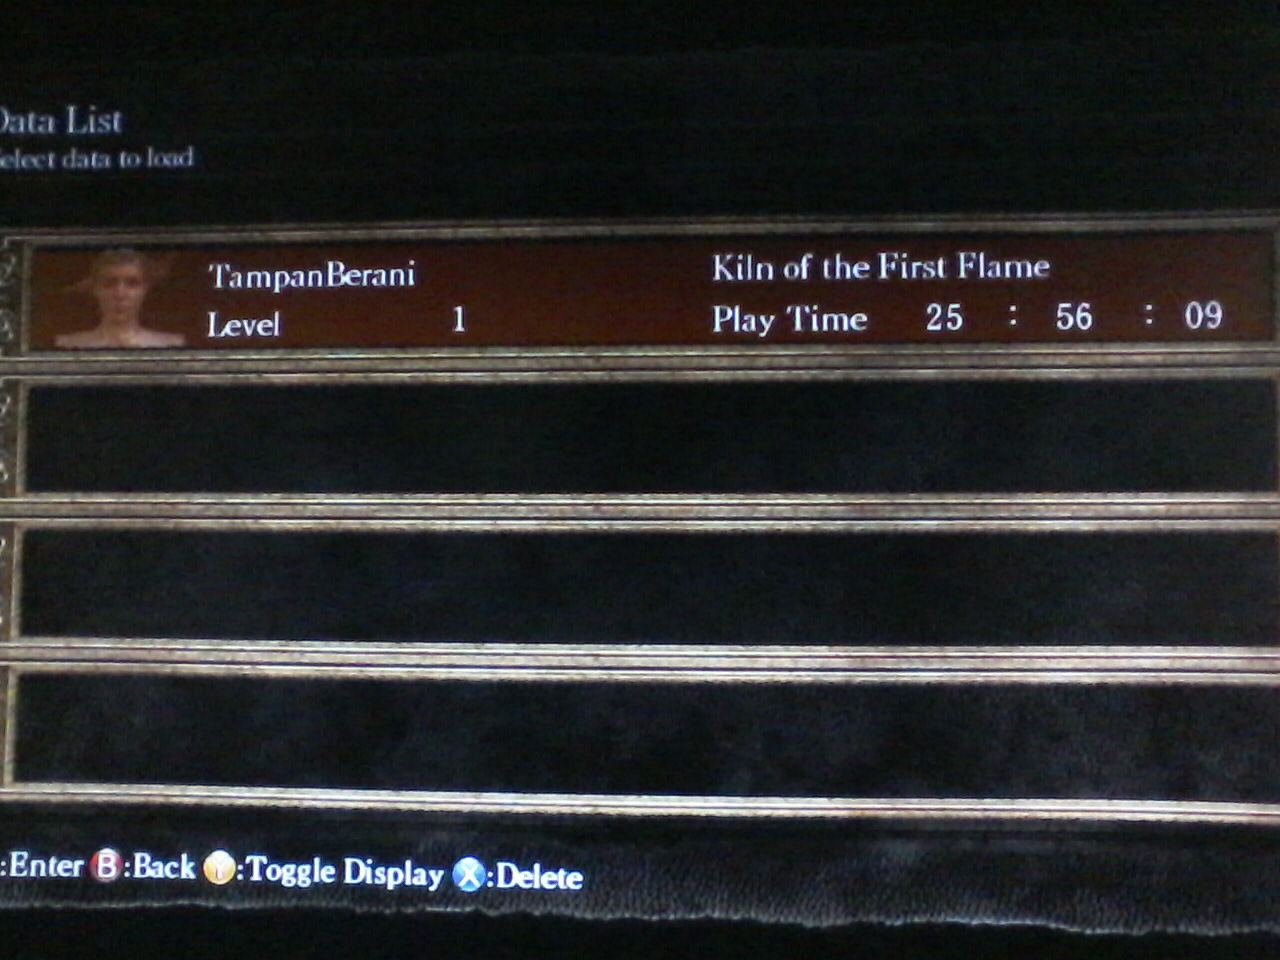 Data List
Select data to load
TampanBerani
Kiln of the First Flame
Level 1
Play Time 25 : 56 : 09
:Enter B:Back Y:Toggle Display X:Delete